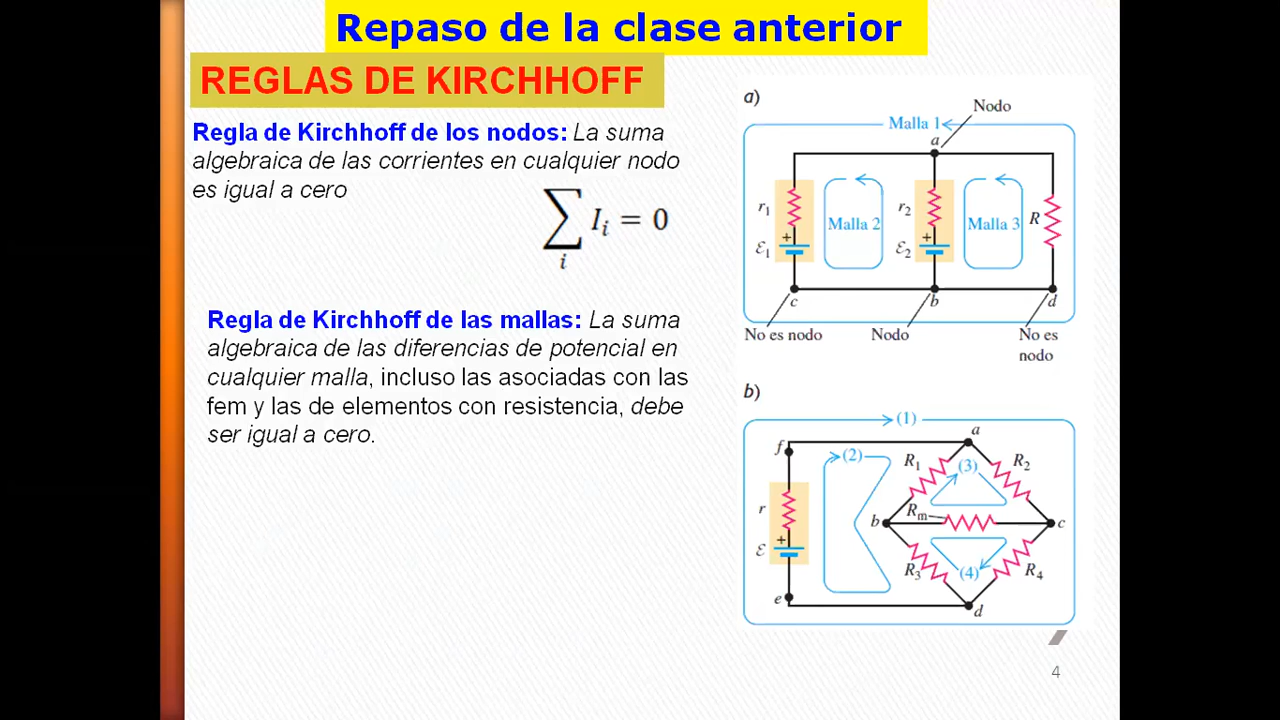 Repaso de la clase anterior
REGLAS DE KIRCHHOFF
Regla de Kirchhoff de los nodos: La suma
algebraica de las corrientes en cualquier nodo
es igual a cero
∑ I_i = 0
i
Regla de Kirchhoff de las mallas: La suma
algebraica de las diferencias de potencial en
cualquier malla, incluso las asociadas con las
fem y las de elementos con resistencia, debe
ser igual a cero.
a)
Nodo
Malla 1
a
r1
r2
R
Malla 2
Malla 3
+
+
ℰ1
ℰ2
c
b
d
No es nodo
Nodo
No es
nodo
b)
(1)
a
f
(2)
R1
(3)
R2
r
Rm
b
c
+
ℰ
R3
(4)
R4
e
d
4